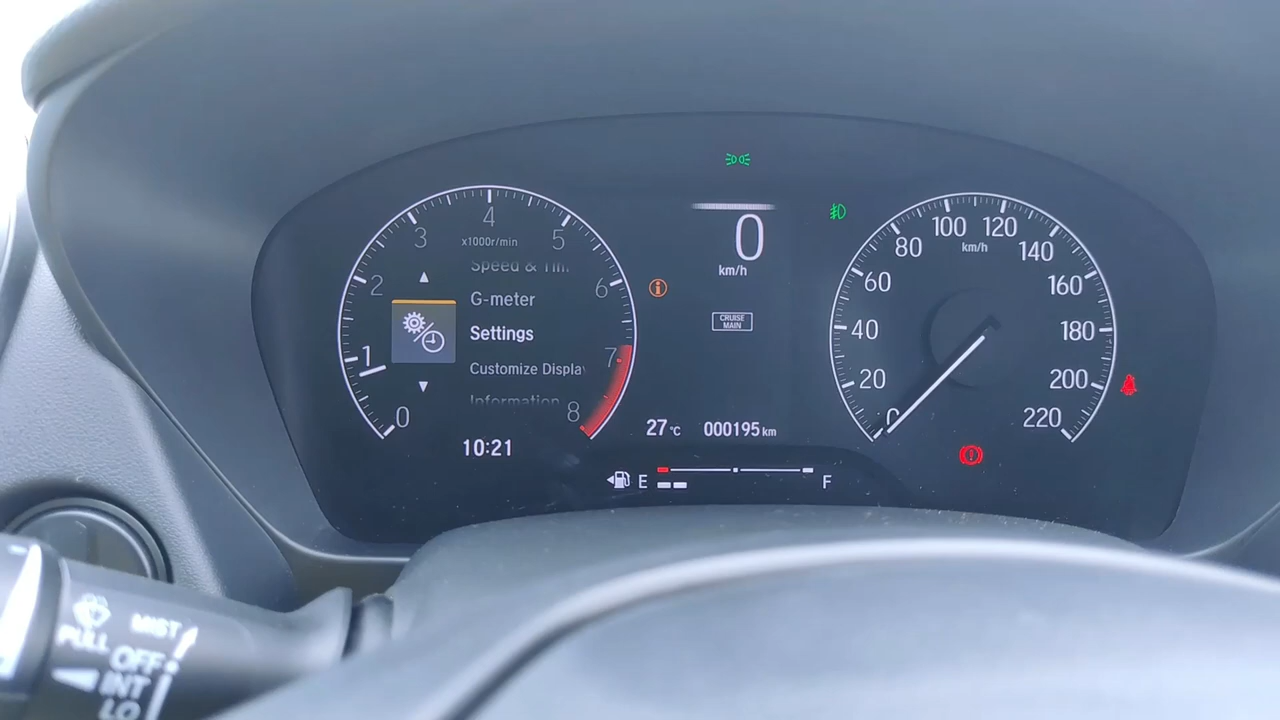 4
3
5
x1000r/min
2
6
1
7
0
8
G-meter
Settings
Customize Displa
Information
10:21
0
km/h
CRUISE
MAIN
27°C
000195 km
E
F
100
120
80
km/h
140
60
160
40
180
20
200
0
220
MIST
PULL
OFF
INT
LO